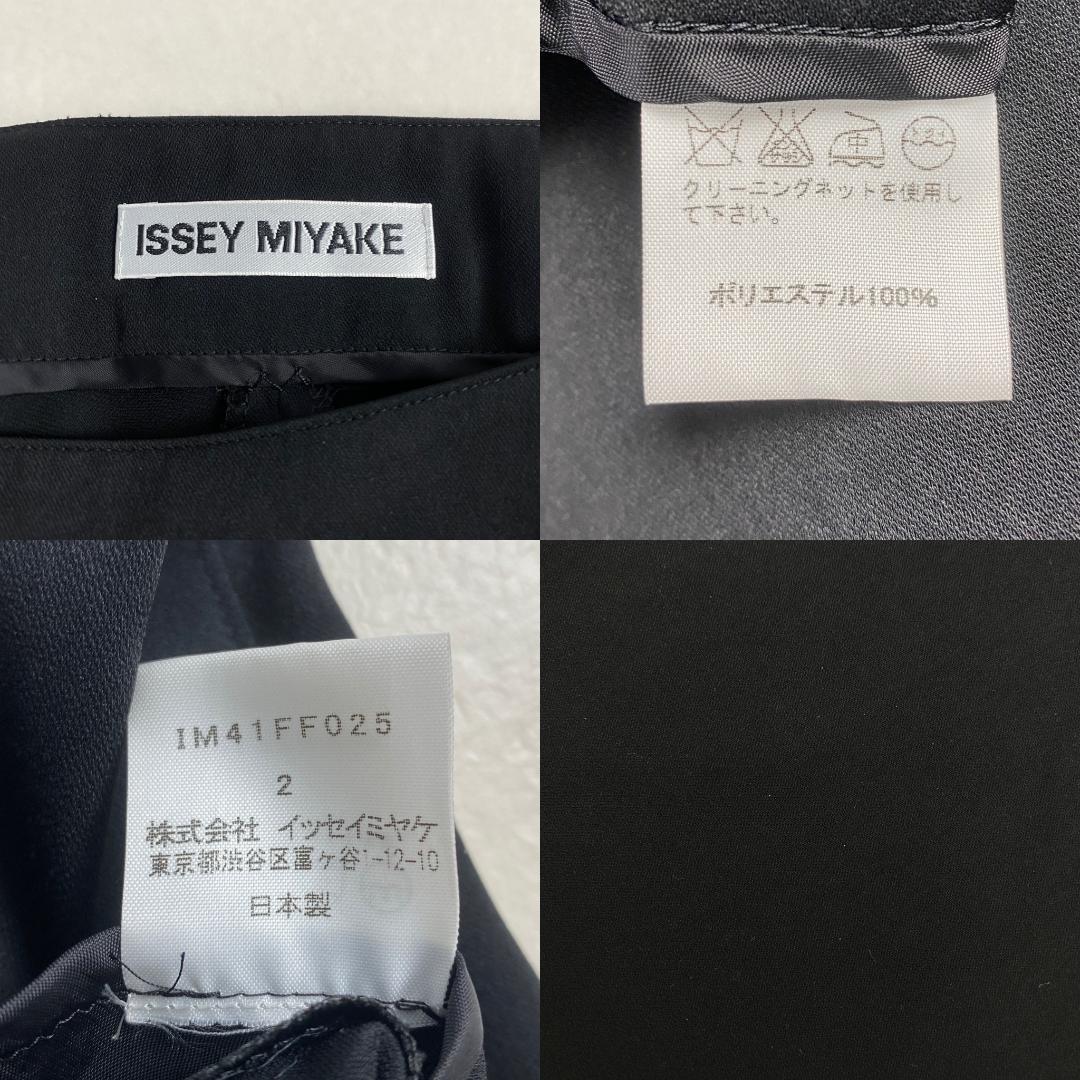 ISSEY MIYAKE
中
クリーニングネットを使用し
て下さい。
ポリエステル100%
IM41FF025
2
株式会社 イッセイミヤケ
東京都渋谷区富ヶ谷1-12-10
日本製